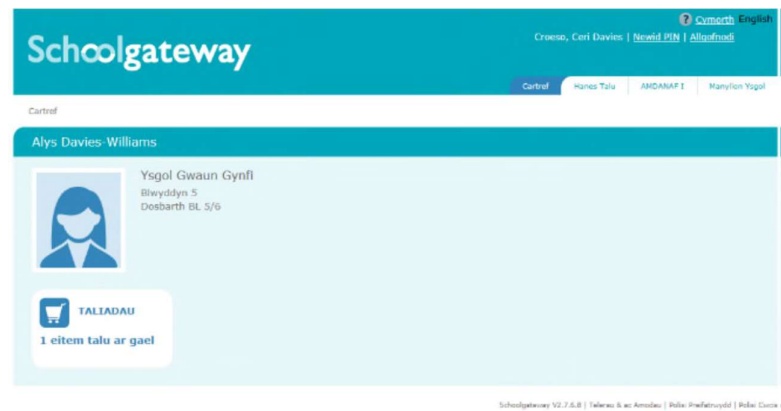 ? Cymorth English
Schoolgateway
Croeso, Ceri Davies | Newid PIN | Allgofnodi
Cartref Hanes Talu AMDANAF I Manylion Ysgol
Cartref
Alys Davies-Williams
Ysgol Gwaun Gynfi
Blwyddyn 5
Dosbarth BL 5/6
TALIADAU
1 eitem talu ar gael
Schoolgateway V2.7.6.8 | Telerau & ac Amodau | Polisi Preifatrwydd | Polisi